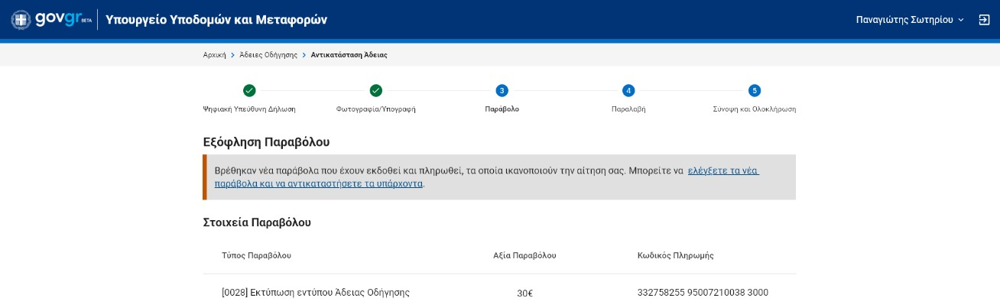 govgr BETA Υπουργείο Υποδομών και Μεταφορών Παναγιώτης Σωτηρίου
Αρχική Άδειες Οδήγησης Αντικατάσταση Άδειας
3 4 5
Ψηφιακή Υπεύθυνη Δήλωση Φωτογραφία/Υπογραφή Παράβολο Παραλαβή Σύνοψη και Ολοκλήρωση
Εξόφληση Παραβόλου
Βρέθηκαν νέα παράβολα που έχουν εκδοθεί και πληρωθεί, τα οποία ικανοποιούν την αίτηση σας. Μπορείτε να ελέγξετε τα νέα
παράβολα και να αντικαταστήσετε τα υπάρχοντα.
Στοιχεία Παραβόλου
Τύπος Παραβόλου Αξία Παραβόλου Κωδικός Πληρωμής
[0028] Εκτύπωση εντύπου Άδειας Οδήγησης 30€ 332758255 95007210038 3000